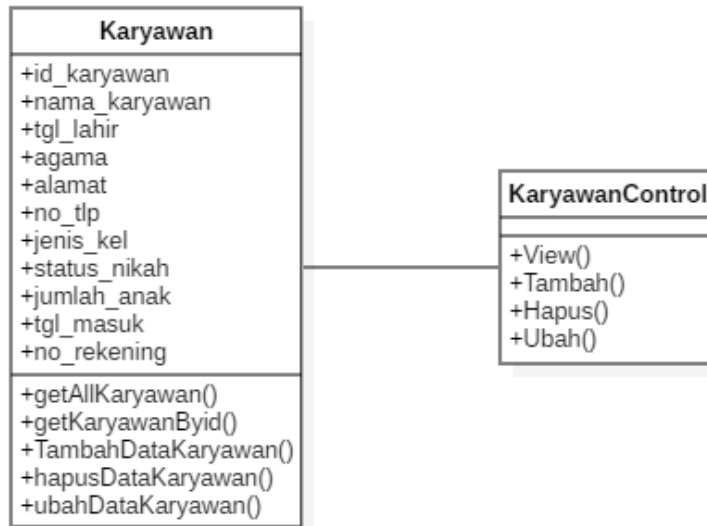 Karyawan
+id_karyawan
+nama_karyawan
+tgl_lahir
+agama
+alamat
+no_tlp
+jenis_kel
+status_nikah
+jumlah_anak
+tgl_masuk
+no_rekening
+getAllKaryawan()
+getKaryawanByid()
+TambahDataKaryawan()
+hapusDataKaryawan()
+ubahDataKaryawan()
KaryawanControl
+View()
+Tambah()
+Hapus()
+Ubah()